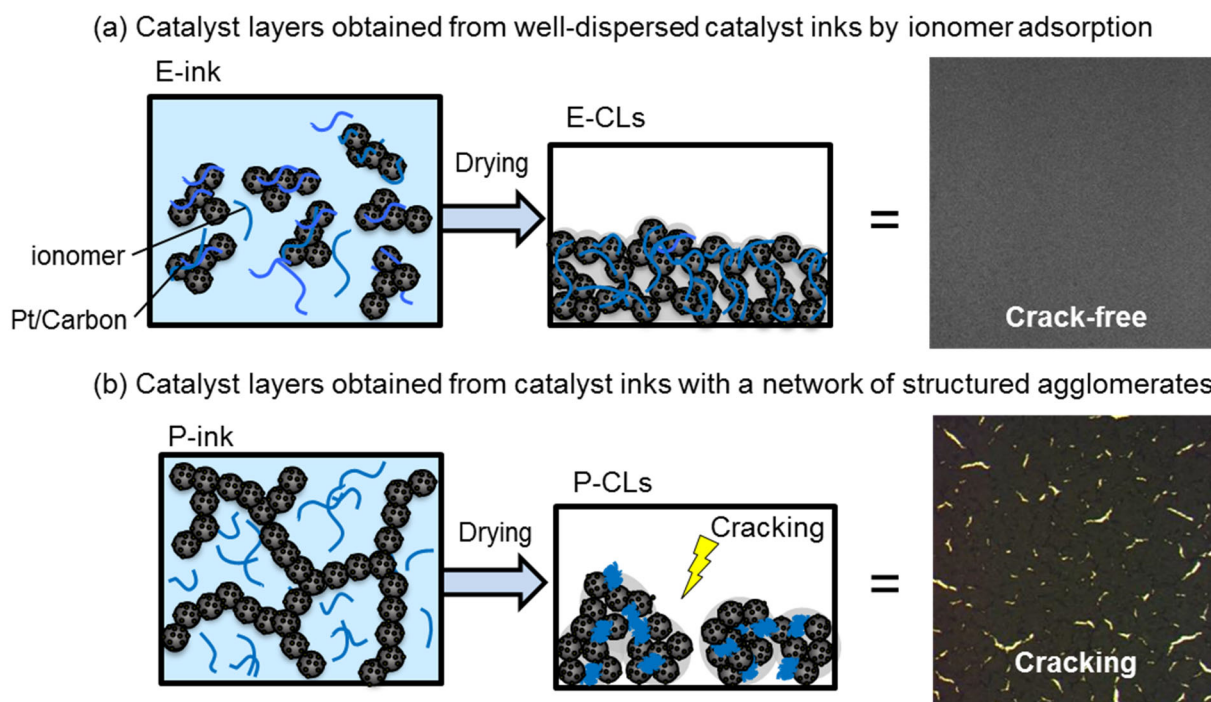 (a) Catalyst layers obtained from well-dispersed catalyst inks by ionomer adsorption
E-ink
E-CLs
Drying
ionomer
Pt/Carbon
=
Crack-free
(b) Catalyst layers obtained from catalyst inks with a network of structured agglomerates
P-ink
P-CLs
Drying
Cracking
=
Cracking